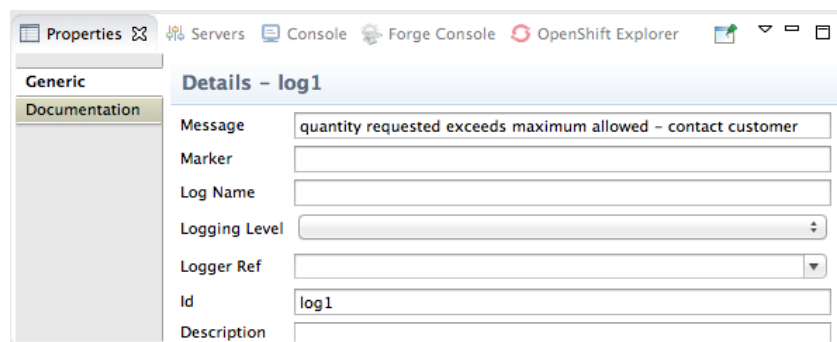 Properties Servers Console Forge Console OpenShift Explorer
Generic
Documentation
Details – log1
Message quantity requested exceeds maximum allowed – contact customer
Marker
Log Name
Logging Level
Logger Ref
Id log1
Description